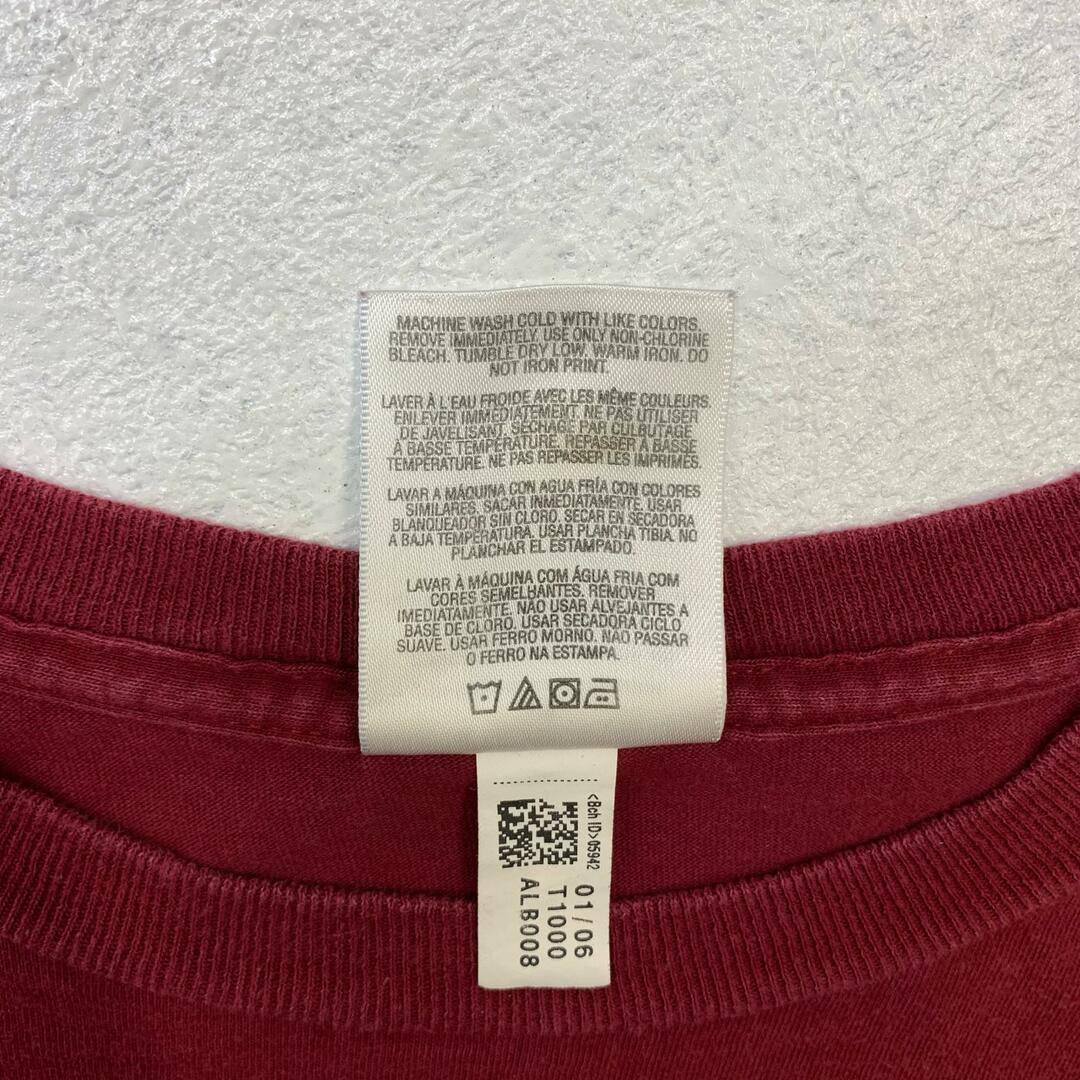 MACHINE WASH COLD WITH LIKE COLORS.
REMOVE IMMEDIATELY. USE ONLY NON-CHLORINE
BLEACH. TUMBLE DRY LOW. WARM IRON. DO
NOT IRON PRINT.
LAVER À L'EAU FROIDE AVEC LES MÊME COULEURS.
ENLEVER IMMÉDIATEMENT. NE PAS UTILISER
DE JAVELISANT. SÉCHAGE PAR CULBUTAGE
À BASSE TEMPÉRATURE. REPASSER À BASSE
TEMPÉRATURE. NE PAS REPASSER LES IMPRIMÉS.
LAVAR A MÁQUINA CON AGUA FRÍA CON COLORES
SIMILARES. SACAR INMEDIATAMENTE. USAR
BLANQUEADOR SIN CLORO. SECAR EN SECADORA
A BAJA TEMPERATURA. USAR PLANCHA TIBIA. NO
PLANCHAR EL ESTAMPADO.
LAVAR À MÁQUINA COM ÁGUA FRIA COM
CORES SEMELHANTES. REMOVER
IMEDIATAMENTE. NÃO USAR ALVEJANTES A
BASE DE CLORO. USAR SECADORA CICLO
SUAVE. USAR FERRO MORNO. NÃO PASSAR
O FERRO NA ESTAMPA.
<Bch ID>05942
01/06
T1000
ALB008